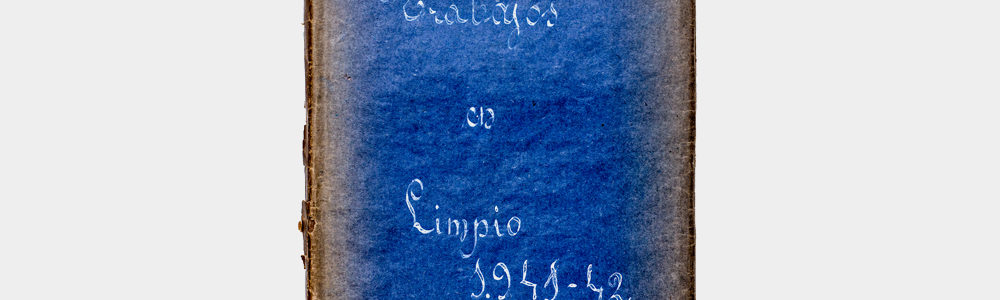 Trabajos
en
Limpio
1.941-42